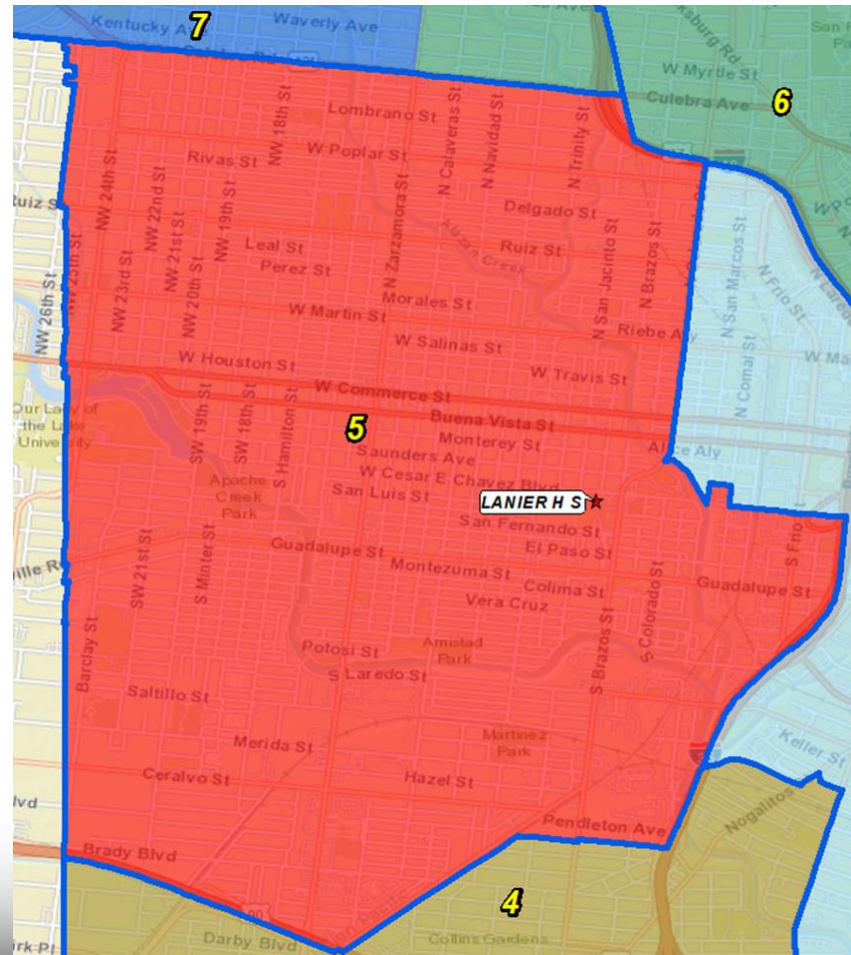 7
Waverly Ave
Kentucky Av
W Myrtle St
Culebra Ave
6
Lombrano St
NW 18th St
N Calaveras St
N Navidad St
N Trinity St
W Poplar St
Rivas St
NW 24th St
NW 22nd St
NW 21st St
NW 19th St
N Zarzamora St
Delgado St
Ruiz S
Leal St
Perez St
Alazan Creek
Ruiz St
N San Jacinto St
N Brazos St
N San Marcos St
N Frio St
NW 26th St
NW 25th St
NW 23rd St
NW 20th St
Morales St
W Martin St
W Salinas St
Riebe Aly
N Comal St
W Houston St
W Travis St
W Commerce St
Our Lady of
the Lake
University
SW 19th St
SW 18th St
S Hamilton St
5
Buena Vista St
Monterey St
Alice Aly
Saunders Ave
W Cesar E Chavez Blvd
Apache
Creek
Park
San Luis St
LANIER H S
San Fernando St
El Paso St
S Frio
ville R
Guadalupe St
Montezuma St
Colima St
Guadalupe St
SW 21st St
S Minter St
Vera Cruz
S Colorado St
Barclay St
Potosi St
Amistad
Park
S Brazos St
S Laredo St
Saltillo St
Merida St
Martinez
Park
Keller St
Ceralvo St
Hazel St
Nogalitos
lvd
Pendleton Ave
Brady Blvd
90
4
Darby Blvd
Collins Gardens
irk Pl